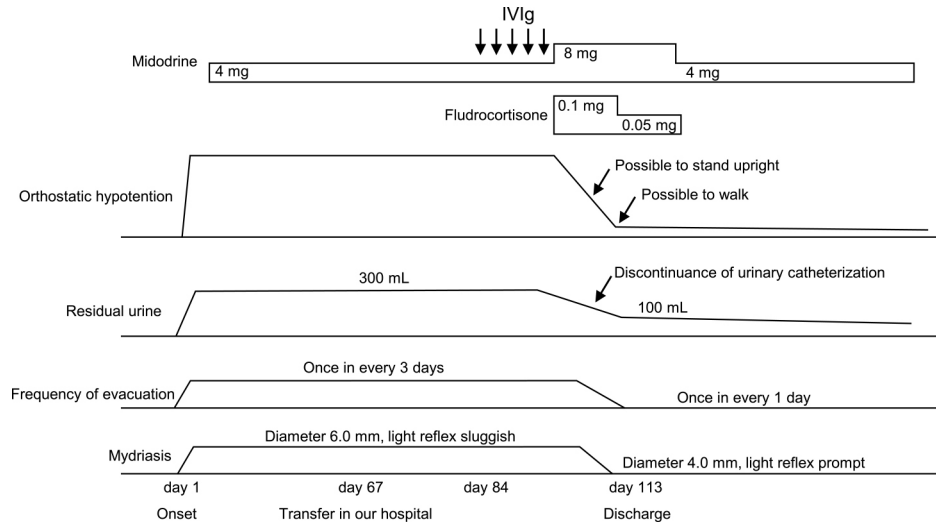 IVIg
Midodrine
4 mg
8 mg
4 mg
Fludrocortisone
0.1 mg
0.05 mg
Orthostatic hypotention
Possible to stand upright
Possible to walk
Residual urine
300 mL
Discontinuance of urinary catheterization
100 mL
Frequency of evacuation
Once in every 3 days
Once in every 1 day
Mydriasis
Diameter 6.0 mm, light reflex sluggish
Diameter 4.0 mm, light reflex prompt
day 1 day 67 day 84 day 113
Onset Transfer in our hospital Discharge